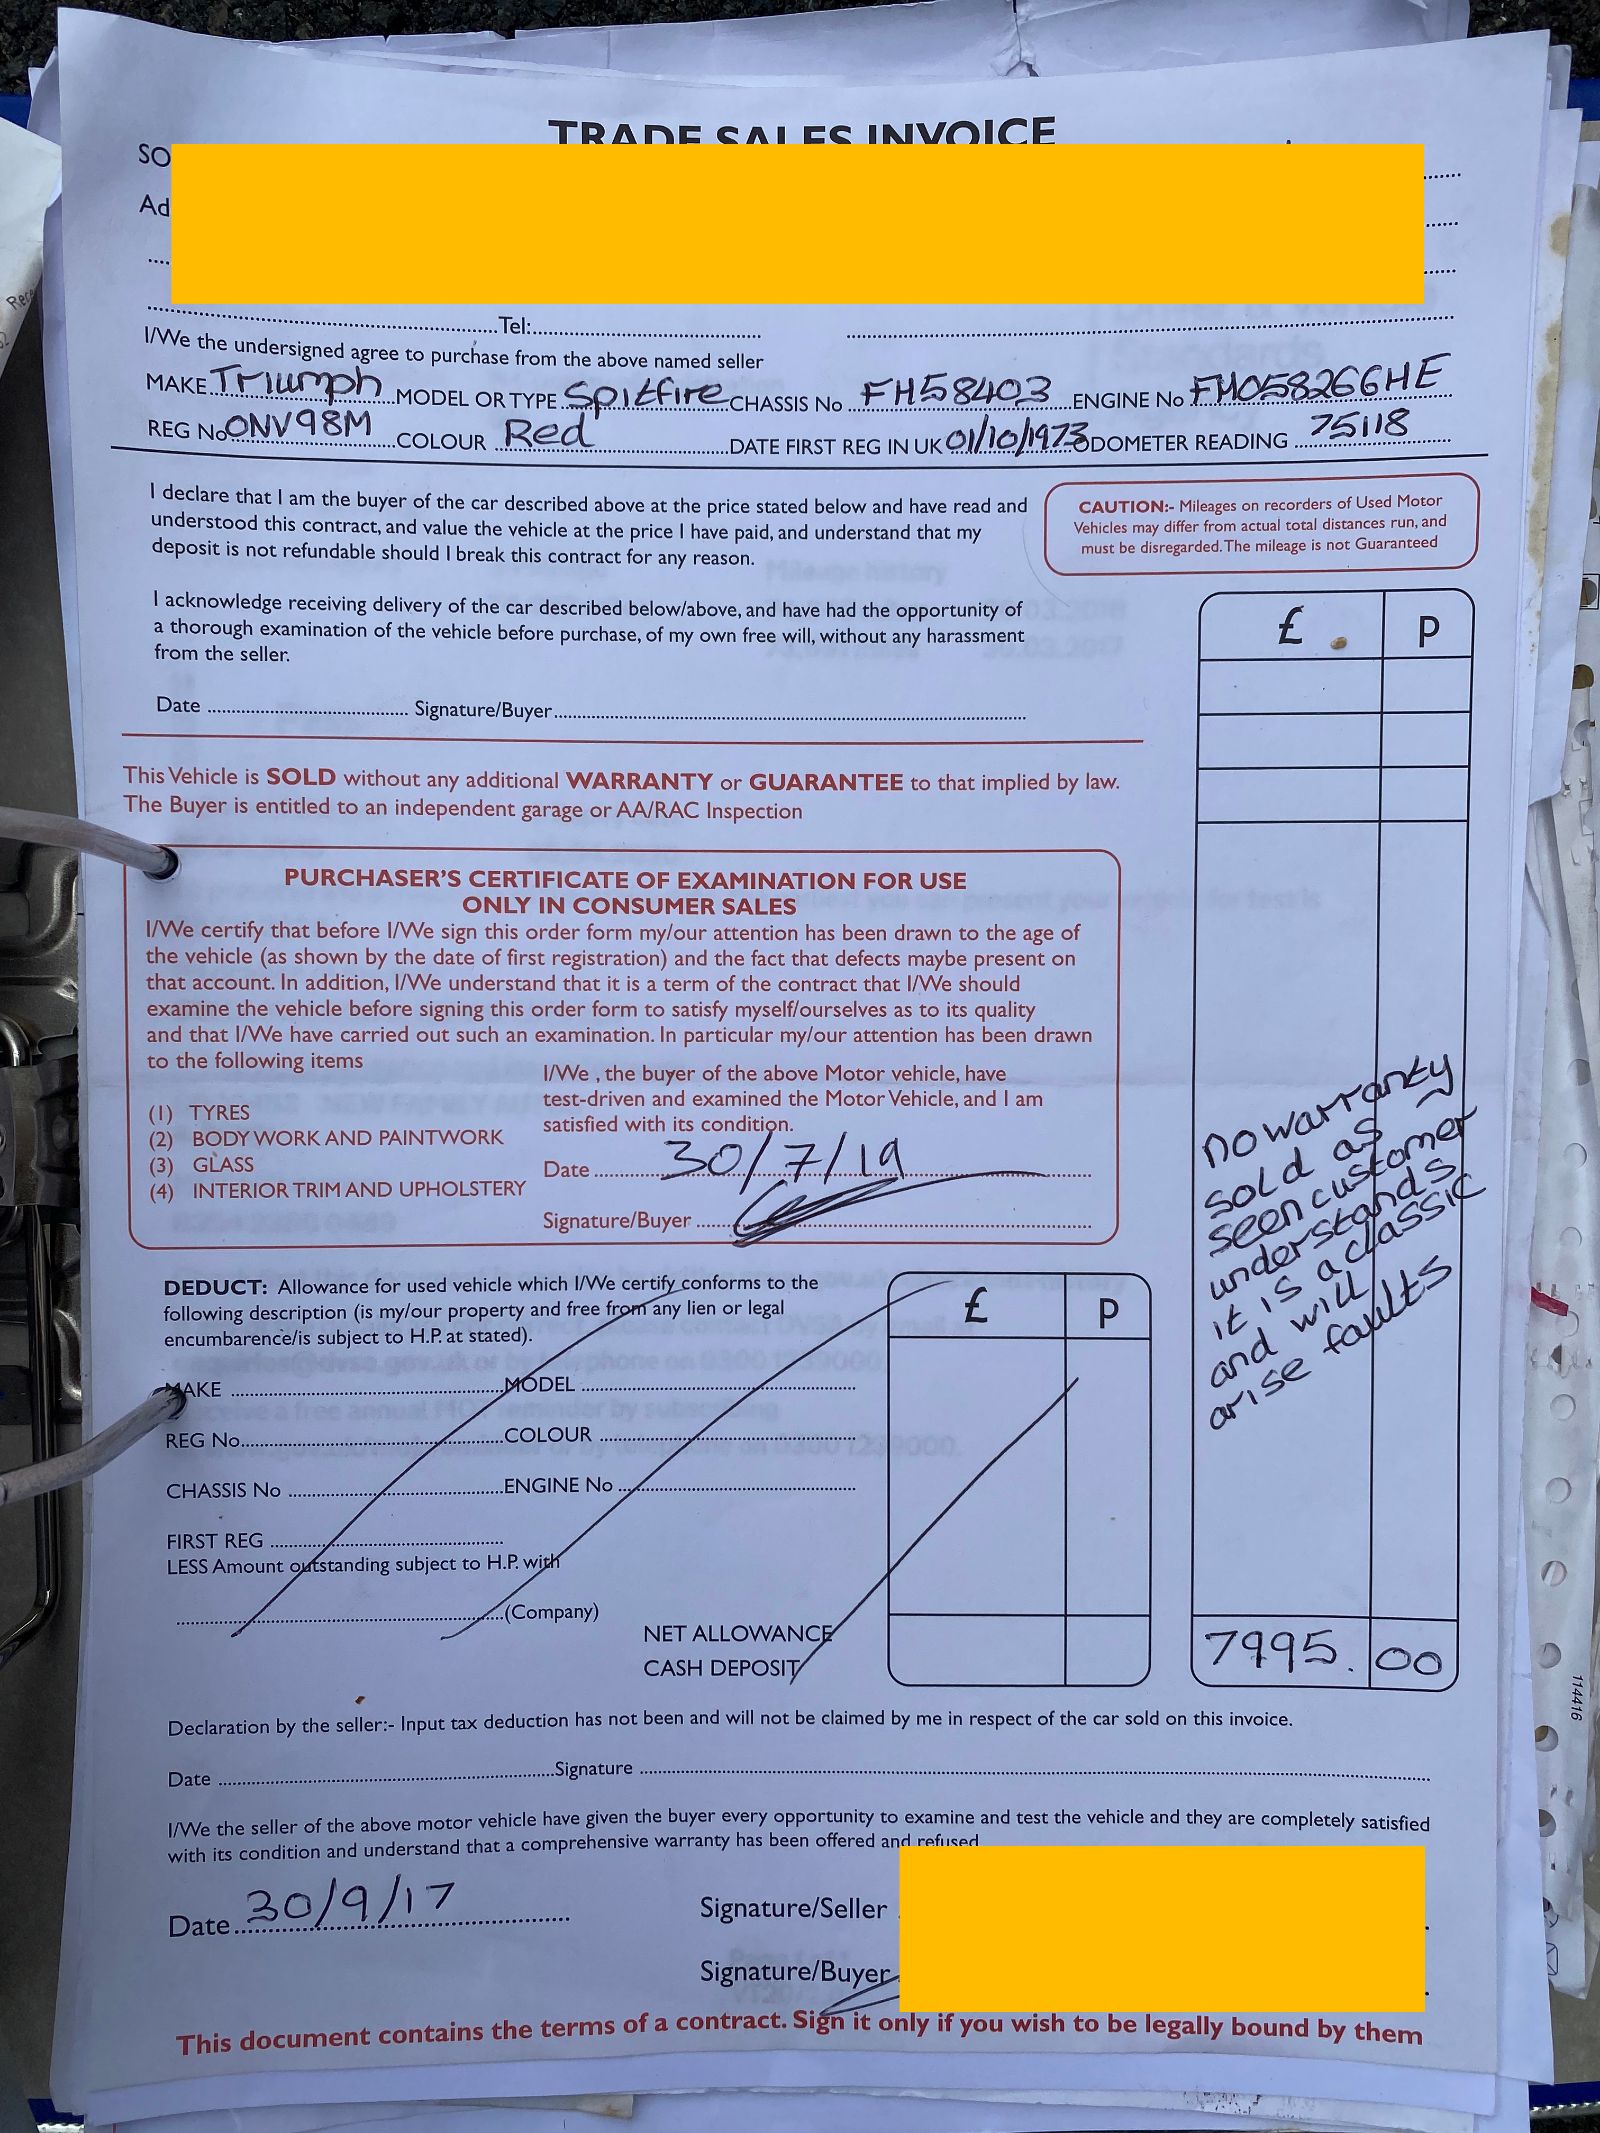 TRADE SALES INVOICE
SO
Ad
Tel:
I/We the undersigned agree to purchase from the above named seller
MAKE Triumph MODEL OR TYPE Spitfire CHASSIS No FH58403 ENGINE No FH058266HE
REG No ONV98M COLOUR Red DATE FIRST REG IN UK 01/10/1973 ODOMETER READING 75118
I declare that I am the buyer of the car described above at the price stated below and have read and
understood this contract, and value the vehicle at the price I have paid, and understand that my
deposit is not refundable should I break this contract for any reason.
CAUTION:- Mileages on recorders of Used Motor
Vehicles may differ from actual total distances run, and
must be disregarded. The mileage is not Guaranteed
I acknowledge receiving delivery of the car described below/above, and have had the opportunity of
a thorough examination of the vehicle before purchase, of my own free will, without any harassment
from the seller.
£ P
Date Signature/Buyer
This Vehicle is SOLD without any additional WARRANTY or GUARANTEE to that implied by law.
The Buyer is entitled to an independent garage or AA/RAC Inspection
PURCHASER'S CERTIFICATE OF EXAMINATION FOR USE
ONLY IN CONSUMER SALES
I/We certify that before I/We sign this order form my/our attention has been drawn to the age of
the vehicle (as shown by the date of first registration) and the fact that defects maybe present on
that account. In addition, I/We understand that it is a term of the contract that I/We should
examine the vehicle before signing this order form to satisfy myself/ourselves as to its quality
and that I/We have carried out such an examination. In particular my/our attention has been drawn
to the following items
(1) TYRES
(2) BODY WORK AND PAINTWORK
(3) GLASS
(4) INTERIOR TRIM AND UPHOLSTERY
I/We , the buyer of the above Motor vehicle, have
test-driven and examined the Motor Vehicle, and I am
satisfied with its condition.
Date 30/7/19
Signature/Buyer
no warranty
sold as
seen customer
understands
it is a classic
and will
arise faults
DEDUCT: Allowance for used vehicle which I/We certify conforms to the
following description (is my/our property and free from any lien or legal
encumbarence/is subject to H.P. at stated).
£ P
MAKE MODEL
REG No. COLOUR
CHASSIS No ENGINE No
FIRST REG
LESS Amount outstanding subject to H.P. with
(Company)
NET ALLOWANCE
CASH DEPOSIT
7995. 00
Declaration by the seller:- Input tax deduction has not been and will not be claimed by me in respect of the car sold on this invoice.
Date Signature
I/We the seller of the above motor vehicle have given the buyer every opportunity to examine and test the vehicle and they are completely satisfied
with its condition and understand that a comprehensive warranty has been offered and refused
Date 30/9/17
Signature/Seller
Signature/Buyer
This document contains the terms of a contract. Sign it only if you wish to be legally bound by them
114416